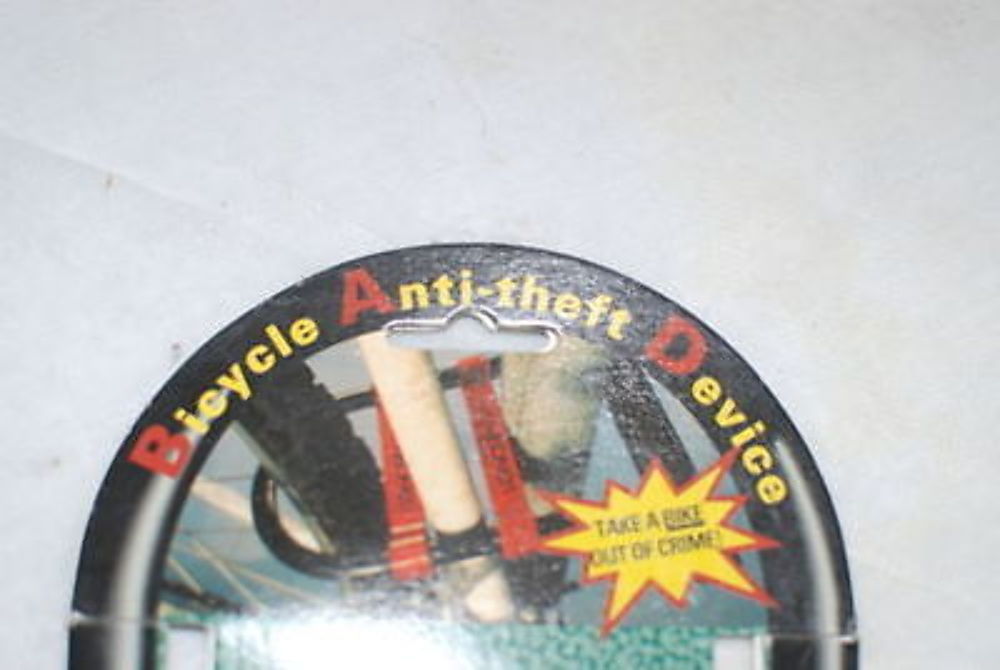 Bicycle Anti-theft Device
TAKE A BIKE
OUT OF CRIME!